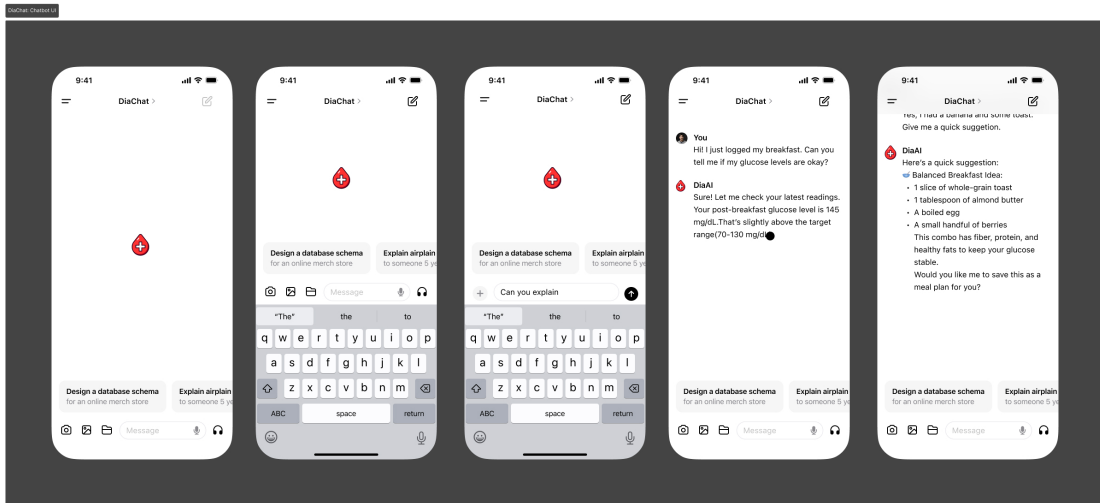 DiaChat: Chatbot UI
9:41
DiaChat >
Design a database schema
for an online merch store
Explain airplain
to someone 5 ye
Message
9:41
DiaChat >
Design a database schema
for an online merch store
Explain airplain
to someone 5 ye
Message
"The"
the
to
q w e r t y u i o p
a s d f g h j k l
z x c v b n m
ABC
space
return
9:41
DiaChat >
Design a database schema
for an online merch store
Explain airplain
to someone 5 ye
Can you explain
"The"
the
to
q w e r t y u i o p
a s d f g h j k l
z x c v b n m
ABC
space
return
9:41
DiaChat >
You
Hi! I just logged my breakfast. Can you
tell me if my glucose levels are okay?
DiaAI
Sure! Let me check your latest readings.
Your post-breakfast glucose level is 145
mg/dL.That's slightly above the target
range(70-130 mg/dl
Design a database schema
for an online merch store
Explain airplain
to someone 5 ye
Message
9:41
DiaChat >
Yes, I had a banana and some toast.
Give me a quick suggetion.
DiaAI
Here's a quick suggestion:
🥣 Balanced Breakfast Idea:
• 1 slice of whole-grain toast
• 1 tablespoon of almond butter
• A boiled egg
• A small handful of berries
This combo has fiber, protein, and
healthy fats to keep your glucose
stable.
Would you like me to save this as a
meal plan for you?
Design a database schema
for an online merch store
Explain airplain
to someone 5 ye
Message